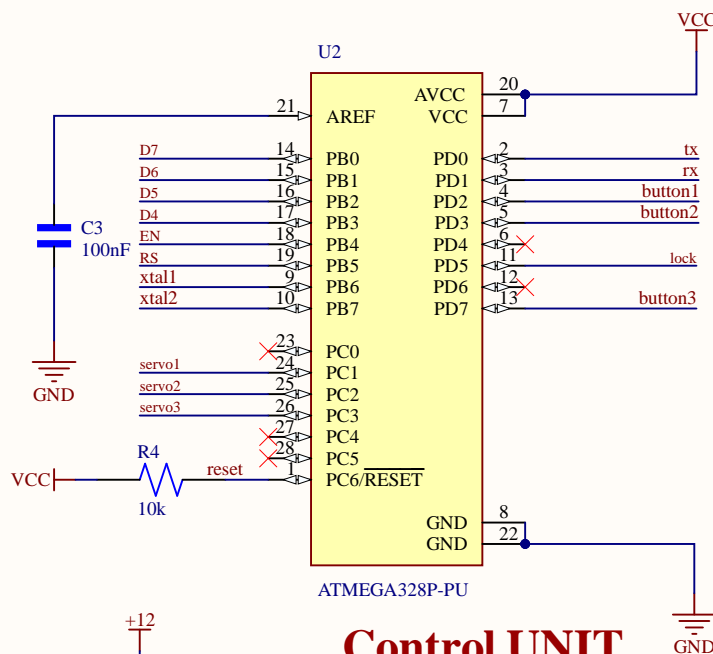 VCC
U2
20
AVCC
7
VCC
21
AREF
D7
14
PB0
PD0
2
tx
D6
15
PB1
PD1
3
rx
D5
16
PB2
PD2
4
button1
D4
17
PB3
PD3
5
button2
C3
100nF
EN
18
PB4
PD4
6
RS
19
PB5
PD5
11
lock
xtal1
9
PB6
PD6
12
xtal2
10
PB7
PD7
13
button3
23
PC0
servo1
24
PC1
GND
servo2
25
PC2
servo3
26
PC3
27
PC4
R4
28
PC5
VCC
reset
1
PC6/RESET
10k
8
GND
22
GND
ATMEGA328P-PU
+12
Control UNIT
GND